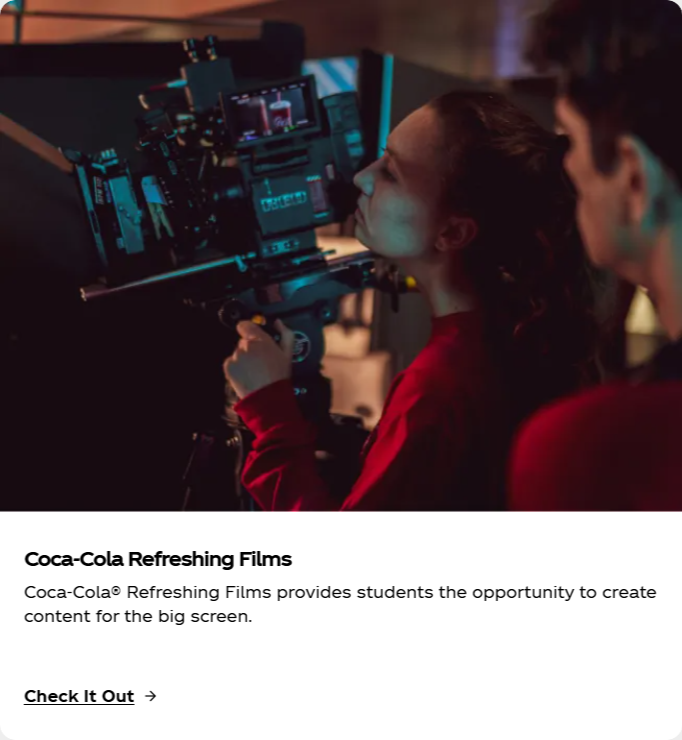 Coca-Cola Refreshing Films
Coca-Cola® Refreshing Films provides students the opportunity to create
content for the big screen.
Check It Out →